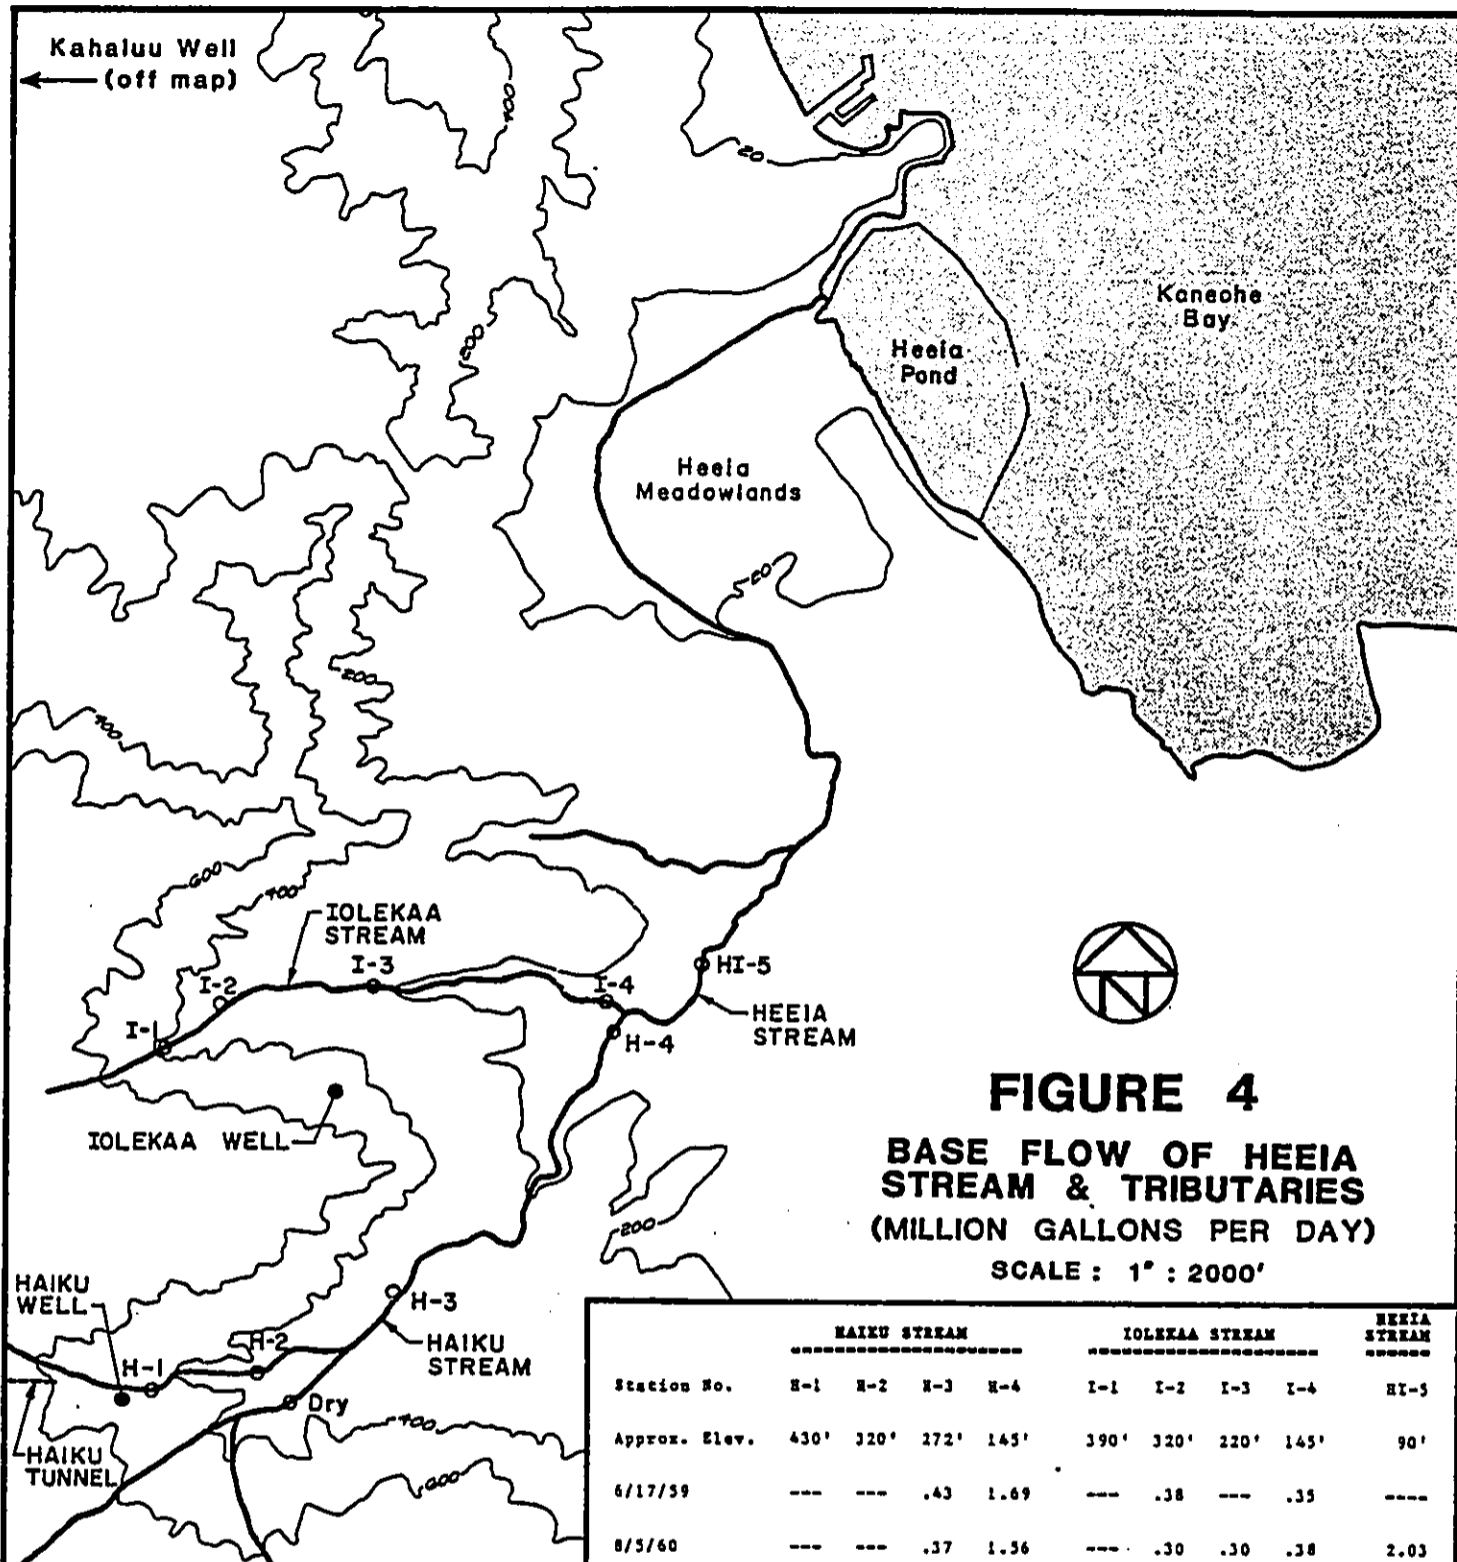 Kahaluu Well
(off map)
400
20
200
Kaneohe
Bay
Heeia
Pond
Heeia
Meadowlands
20
200
400
600
400
IOLEKAA
STREAM
I-3
I-2
I-1
I-4
HI-5
HEEIA
STREAM
H-4
IOLEKAA WELL
N
FIGURE 4
BASE FLOW OF HEEIA
STREAM & TRIBUTARIES
(MILLION GALLONS PER DAY)
SCALE : 1" : 2000'
200
HAIKU
WELL
H-3
H-2
HAIKU
STREAM
H-1
Dry
400
HAIKU
TUNNEL
600
HAIKU STREAM IOLEKAA STREAM HEEIA STREAM
Station No. H-1 H-2 H-3 H-4 I-1 I-2 I-3 I-4 HI-5
Approx. Elev. 430' 320' 272' 145' 390' 320' 220' 145' 90'
6/17/59 --- --- .43 1.69 --- .38 --- .35 ----
8/5/60 --- --- .37 1.56 --- .30 .30 .38 2.03